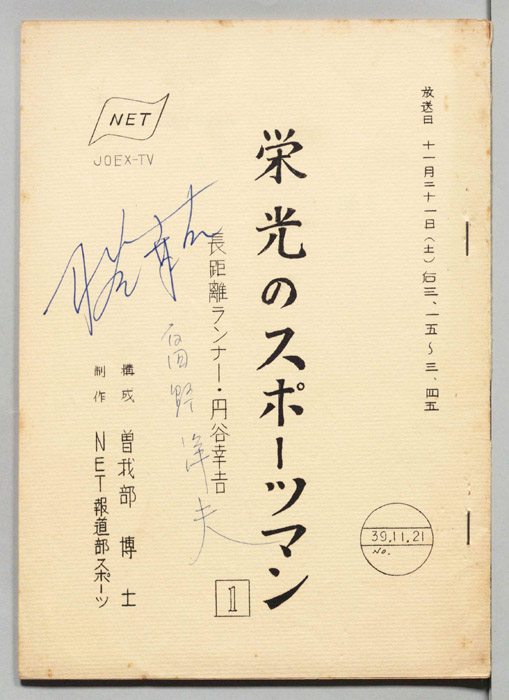 放送日 十一月二十一日(土)后三、一五〜三、四五
39.11.21
No.
栄光のスポーツマン
長距離ランナー・円谷幸吉
1
NET
JOEX-TV
構成 曽我部 博士
制作 NET報道部スポーツ